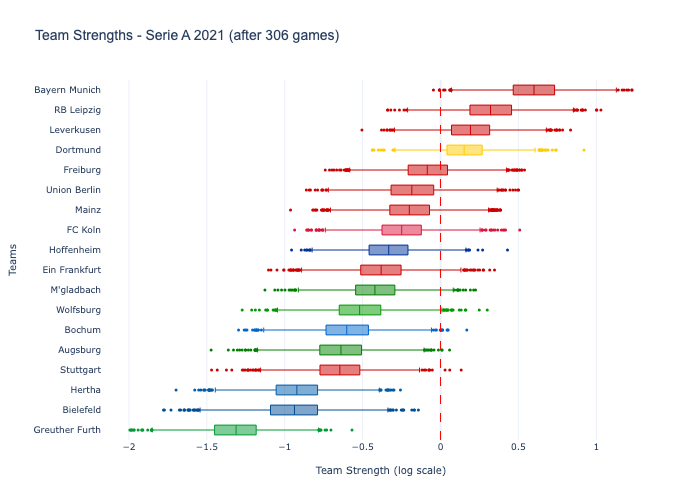 Team Strengths - Serie A 2021 (after 306 games)
Bayern Munich
RB Leipzig
Leverkusen
Dortmund
Freiburg
Union Berlin
Mainz
FC Koln
Hoffenheim
Ein Frankfurt
M'gladbach
Wolfsburg
Bochum
Augsburg
Stuttgart
Hertha
Bielefeld
Greuther Furth
Teams
−2 −1.5 −1 −0.5 0 0.5 1
Team Strength (log scale)